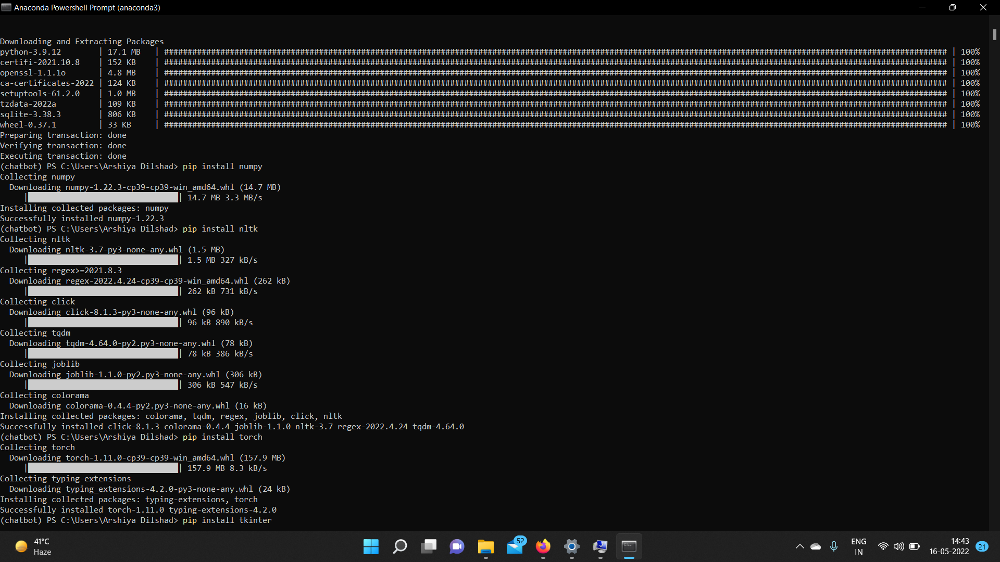 Anaconda Powershell Prompt (anaconda3)
Downloading and Extracting Packages
python-3.9.12 | 17.1 MB | ####################################################################################################################################################################### | 100%
certifi-2021.10.8 | 152 KB | ####################################################################################################################################################################### | 100%
openssl-1.1.1o | 4.8 MB | ####################################################################################################################################################################### | 100%
ca-certificates-2022 | 124 KB | ####################################################################################################################################################################### | 100%
setuptools-61.2.0 | 1.0 MB | ####################################################################################################################################################################### | 100%
tzdata-2022a | 109 KB | ####################################################################################################################################################################### | 100%
sqlite-3.38.3 | 806 KB | ####################################################################################################################################################################### | 100%
wheel-0.37.1 | 33 KB | ####################################################################################################################################################################### | 100%
Preparing transaction: done
Verifying transaction: done
Executing transaction: done
(chatbot) PS C:\Users\Arshiya Dilshad> pip install numpy
Collecting numpy
Downloading numpy-1.22.3-cp39-cp39-win_amd64.whl (14.7 MB)
| | 14.7 MB 3.3 MB/s
Installing collected packages: numpy
Successfully installed numpy-1.22.3
(chatbot) PS C:\Users\Arshiya Dilshad> pip install nltk
Collecting nltk
Downloading nltk-3.7-py3-none-any.whl (1.5 MB)
| | 1.5 MB 327 kB/s
Collecting regex>=2021.8.3
Downloading regex-2022.4.24-cp39-cp39-win_amd64.whl (262 kB)
| | 262 kB 731 kB/s
Collecting click
Downloading click-8.1.3-py3-none-any.whl (96 kB)
| | 96 kB 890 kB/s
Collecting tqdm
Downloading tqdm-4.64.0-py2.py3-none-any.whl (78 kB)
| | 78 kB 386 kB/s
Collecting joblib
Downloading joblib-1.1.0-py2.py3-none-any.whl (306 kB)
| | 306 kB 547 kB/s
Collecting colorama
Downloading colorama-0.4.4-py2.py3-none-any.whl (16 kB)
Installing collected packages: colorama, tqdm, regex, joblib, click, nltk
Successfully installed click-8.1.3 colorama-0.4.4 joblib-1.1.0 nltk-3.7 regex-2022.4.24 tqdm-4.64.0
(chatbot) PS C:\Users\Arshiya Dilshad> pip install torch
Collecting torch
Downloading torch-1.11.0-cp39-cp39-win_amd64.whl (157.9 MB)
| | 157.9 MB 8.3 kB/s
Collecting typing-extensions
Downloading typing_extensions-4.2.0-py3-none-any.whl (24 kB)
Installing collected packages: typing-extensions, torch
Successfully installed torch-1.11.0 typing-extensions-4.2.0
(chatbot) PS C:\Users\Arshiya Dilshad> pip install tkinter
41°C
Haze
52
ENG
IN
14:43
16-05-2022
21